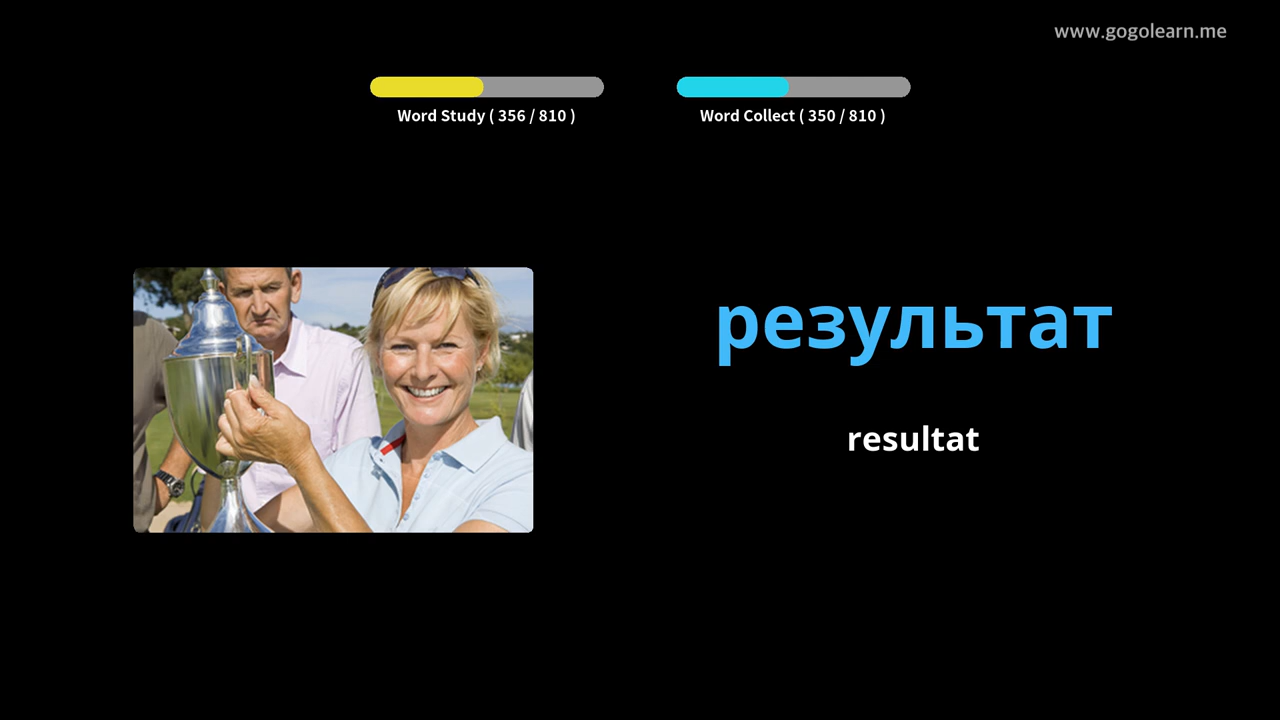 www.gogolearn.me
Word Study ( 356 / 810 )
Word Collect ( 350 / 810 )
результат
resultat